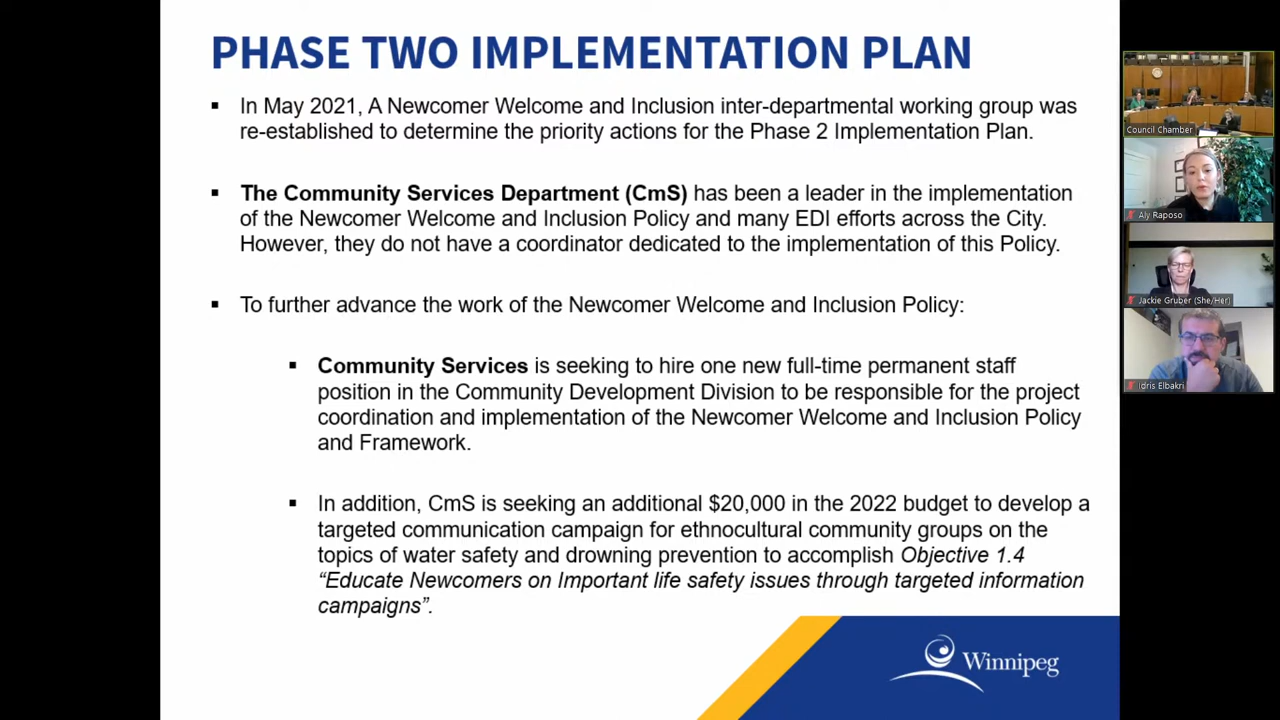 PHASE TWO IMPLEMENTATION PLAN
▪ In May 2021, A Newcomer Welcome and Inclusion inter-departmental working group was
re-established to determine the priority actions for the Phase 2 Implementation Plan.
▪ The Community Services Department (CmS) has been a leader in the implementation
of the Newcomer Welcome and Inclusion Policy and many EDI efforts across the City.
However, they do not have a coordinator dedicated to the implementation of this Policy.
▪ To further advance the work of the Newcomer Welcome and Inclusion Policy:
▪ Community Services is seeking to hire one new full-time permanent staff
position in the Community Development Division to be responsible for the project
coordination and implementation of the Newcomer Welcome and Inclusion Policy
and Framework.
▪ In addition, CmS is seeking an additional $20,000 in the 2022 budget to develop a
targeted communication campaign for ethnocultural community groups on the
topics of water safety and drowning prevention to accomplish Objective 1.4
“Educate Newcomers on Important life safety issues through targeted information
campaigns”.
Winnipeg
Council Chamber
Aly Raposo
Jackie Gruber (She/Her)
Idris Elbakri